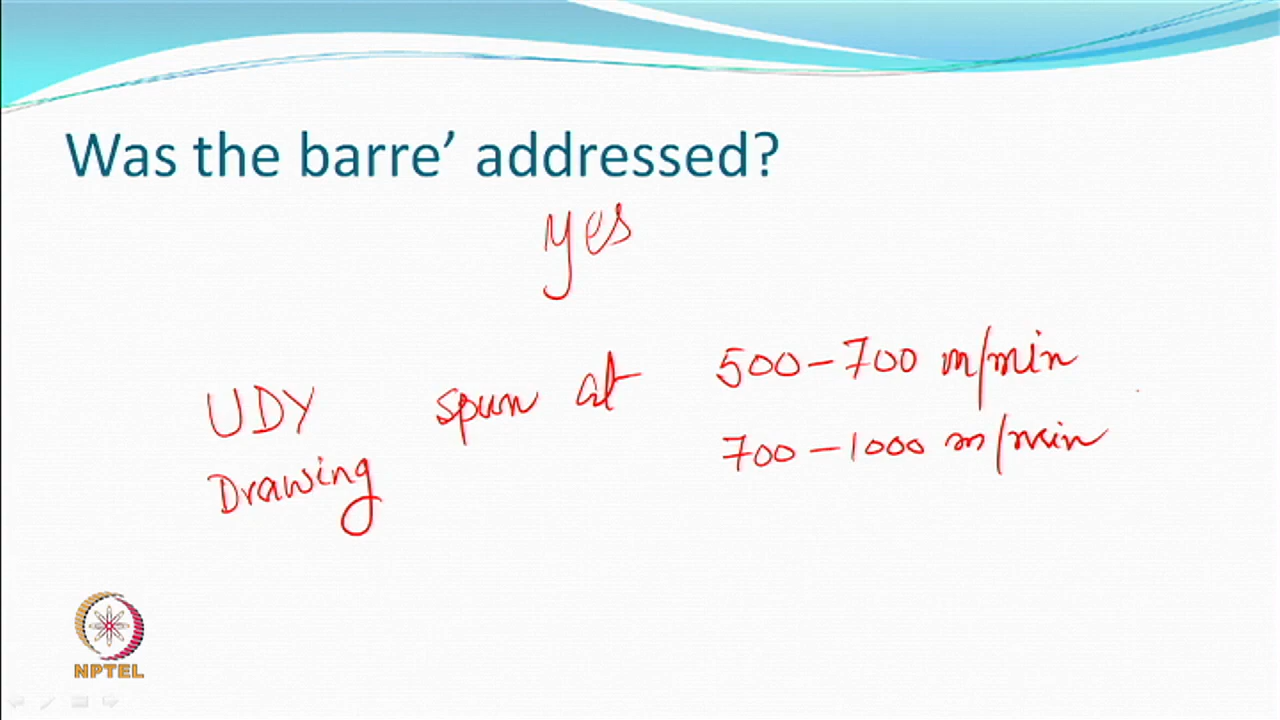 Was the barre’ addressed?
yes
UDY spun at 500-700 m/min
Drawing 700-1000 m/min
NPTEL